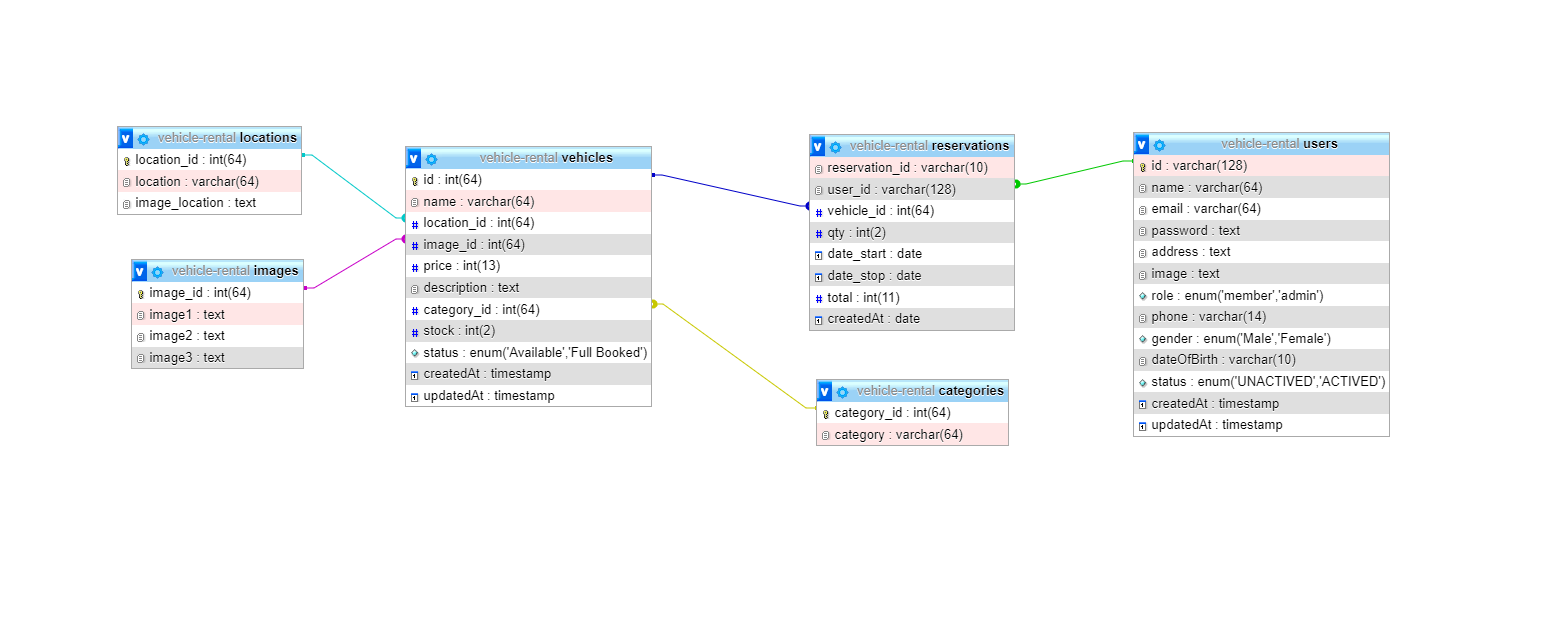 v vehicle-rental locations
location_id : int(64)
location : varchar(64)
image_location : text
v vehicle-rental images
image_id : int(64)
image1 : text
image2 : text
image3 : text
v vehicle-rental vehicles
id : int(64)
name : varchar(64)
# location_id : int(64)
# image_id : int(64)
# price : int(13)
description : text
# category_id : int(64)
# stock : int(2)
status : enum('Available','Full Booked')
createdAt : timestamp
updatedAt : timestamp
v vehicle-rental reservations
reservation_id : varchar(10)
user_id : varchar(128)
# vehicle_id : int(64)
# qty : int(2)
date_start : date
date_stop : date
# total : int(11)
createdAt : date
v vehicle-rental categories
category_id : int(64)
category : varchar(64)
v vehicle-rental users
id : varchar(128)
name : varchar(64)
email : varchar(64)
password : text
address : text
image : text
role : enum('member','admin')
phone : varchar(14)
gender : enum('Male','Female')
dateOfBirth : varchar(10)
status : enum('UNACTIVED','ACTIVED')
createdAt : timestamp
updatedAt : timestamp